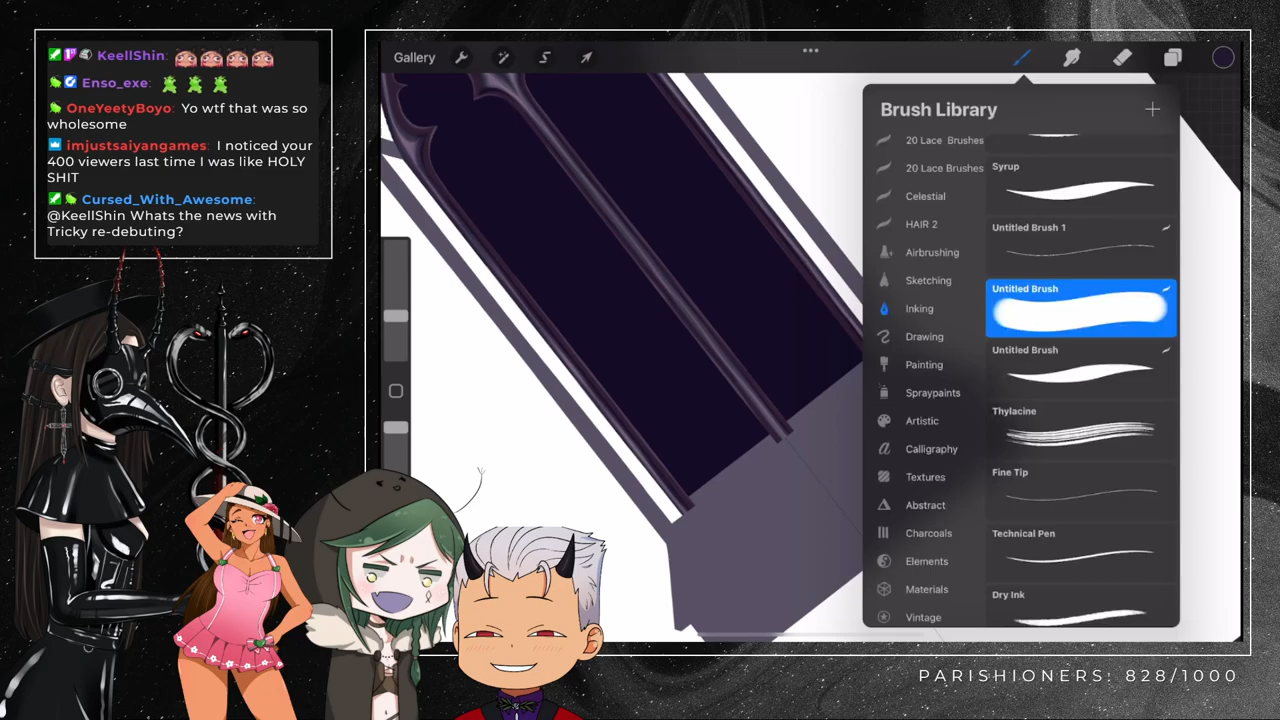 KeellShin:
Enso_exe:
OneYeetyBoyo: Yo wtf that was so
wholesome
imjustsaiyangames: I noticed your
400 viewers last time I was like HOLY
SHIT
Cursed_With_Awesome:
@KeellShin Whats the news with
Tricky re-debuting?
Gallery
Brush Library
20 Lace Brushes
20 Lace Brushes
Celestial
HAIR 2
Airbrushing
Sketching
Inking
Drawing
Painting
Spraypaints
Artistic
Calligraphy
Textures
Abstract
Charcoals
Elements
Materials
Vintage
Syrup
Untitled Brush 1
Untitled Brush
Untitled Brush
Thylacine
Fine Tip
Technical Pen
Dry Ink
PARISHIONERS: 828/1000